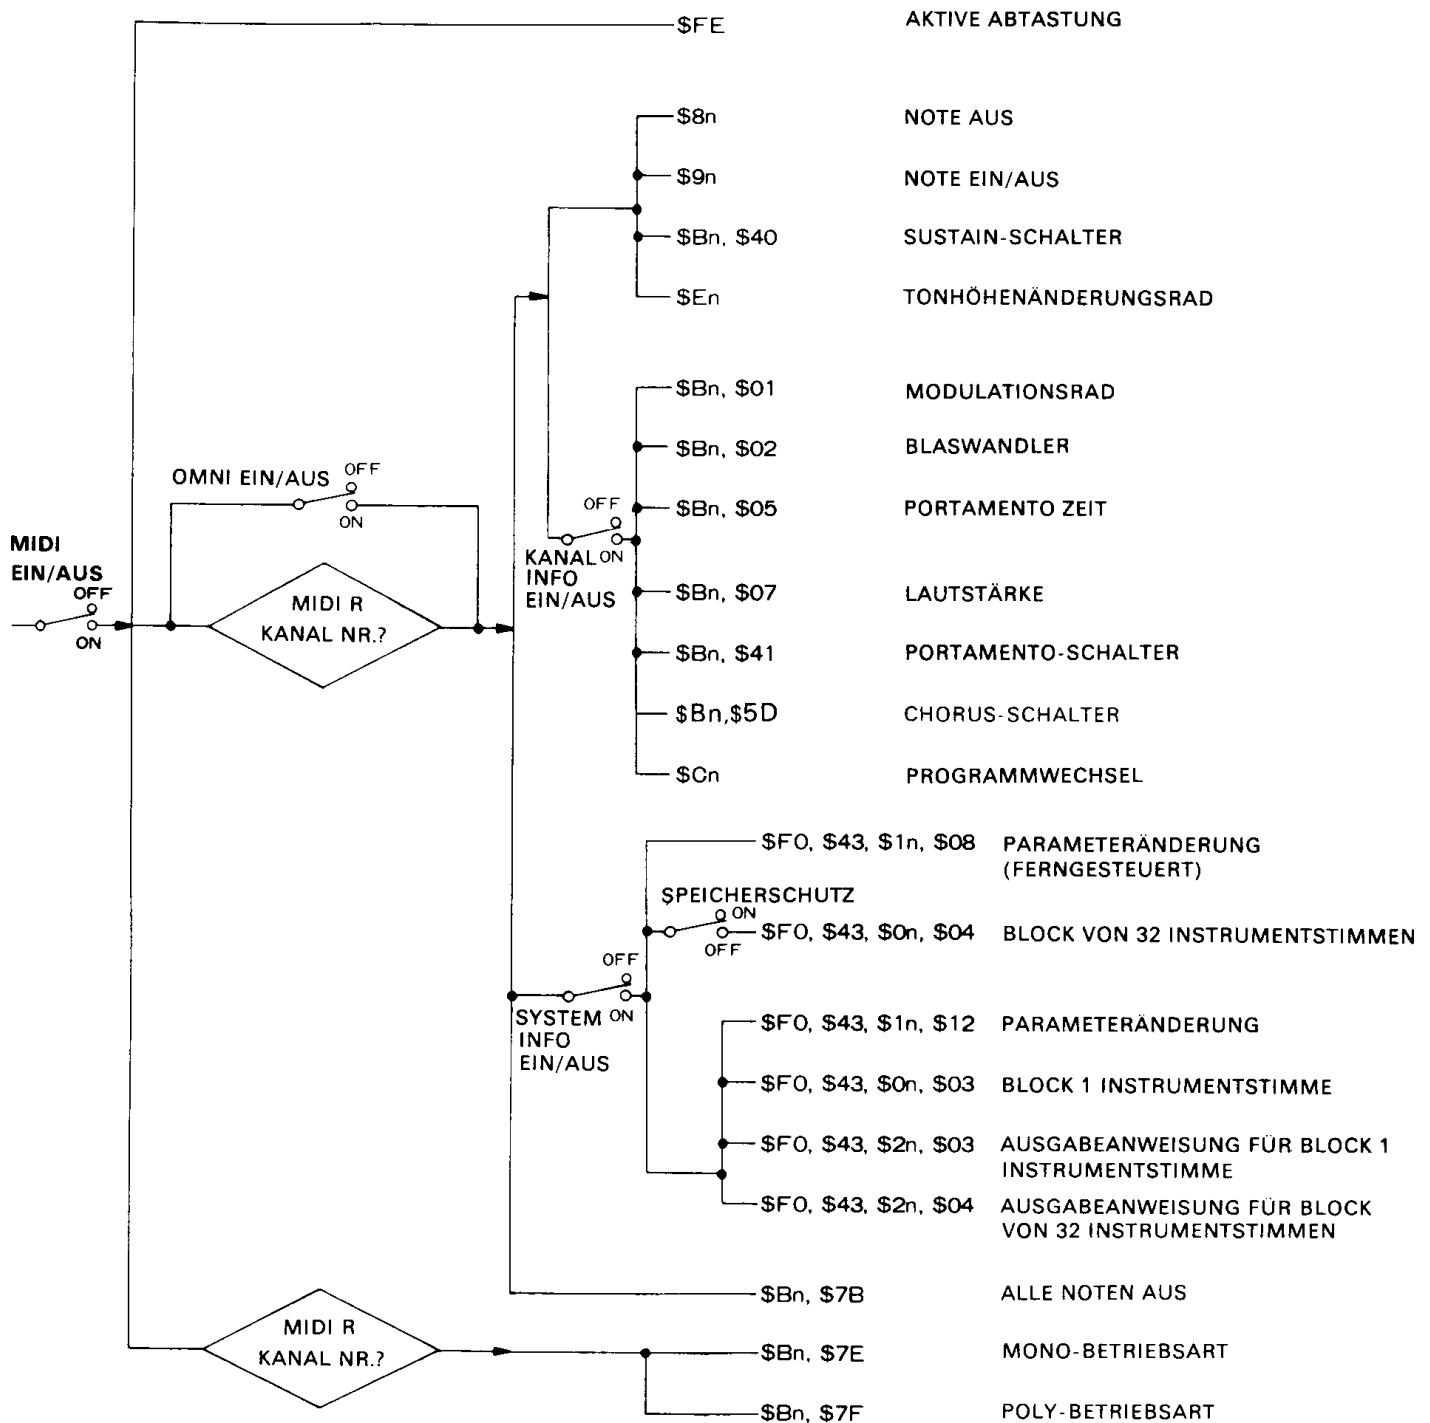 $FE AKTIVE ABTASTUNG
$8n NOTE AUS
$9n NOTE EIN/AUS
$Bn, $40 SUSTAIN-SCHALTER
$En TONHÖHENÄNDERUNGSRAD
$Bn, $01 MODULATIONSRAD
$Bn, $02 BLASWANDLER
OMNI EIN/AUS OFF
ON
$Bn, $05 PORTAMENTO ZEIT
OFF
KANAL ON
INFO
EIN/AUS
MIDI
EIN/AUS
OFF
ON
MIDI R
KANAL NR.?
$Bn, $07 LAUTSTÄRKE
$Bn, $41 PORTAMENTO-SCHALTER
$Bn,$5D CHORUS-SCHALTER
$Cn PROGRAMMWECHSEL
$F0, $43, $1n, $08 PARAMETERÄNDERUNG
(FERNGESTEUERT)
SPEICHERSCHUTZ
ON
OFF
$F0, $43, $0n, $04 BLOCK VON 32 INSTRUMENTSTIMMEN
OFF
SYSTEM ON
INFO
EIN/AUS
$F0, $43, $1n, $12 PARAMETERÄNDERUNG
$F0, $43, $0n, $03 BLOCK 1 INSTRUMENTSTIMME
$F0, $43, $2n, $03 AUSGABEANWEISUNG FÜR BLOCK 1
INSTRUMENTSTIMME
$F0, $43, $2n, $04 AUSGABEANWEISUNG FÜR BLOCK
VON 32 INSTRUMENTSTIMMEN
$Bn, $7B ALLE NOTEN AUS
MIDI R
KANAL NR.?
$Bn, $7E MONO-BETRIEBSART
$Bn, $7F POLY-BETRIEBSART